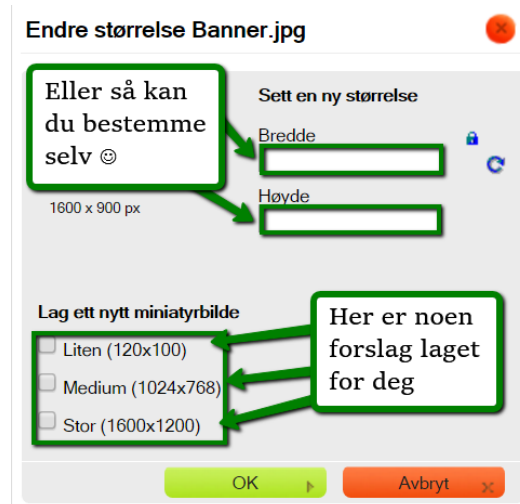 Endre størrelse Banner.jpg
Eller så kan
du bestemme
selv ☺
1600 x 900 px
Sett en ny størrelse
Bredde
Høyde
Lag ett nytt miniatyrbilde
Liten (120x100)
Medium (1024x768)
Stor (1600x1200)
Her er noen
forslag laget
for deg
OK
Avbryt